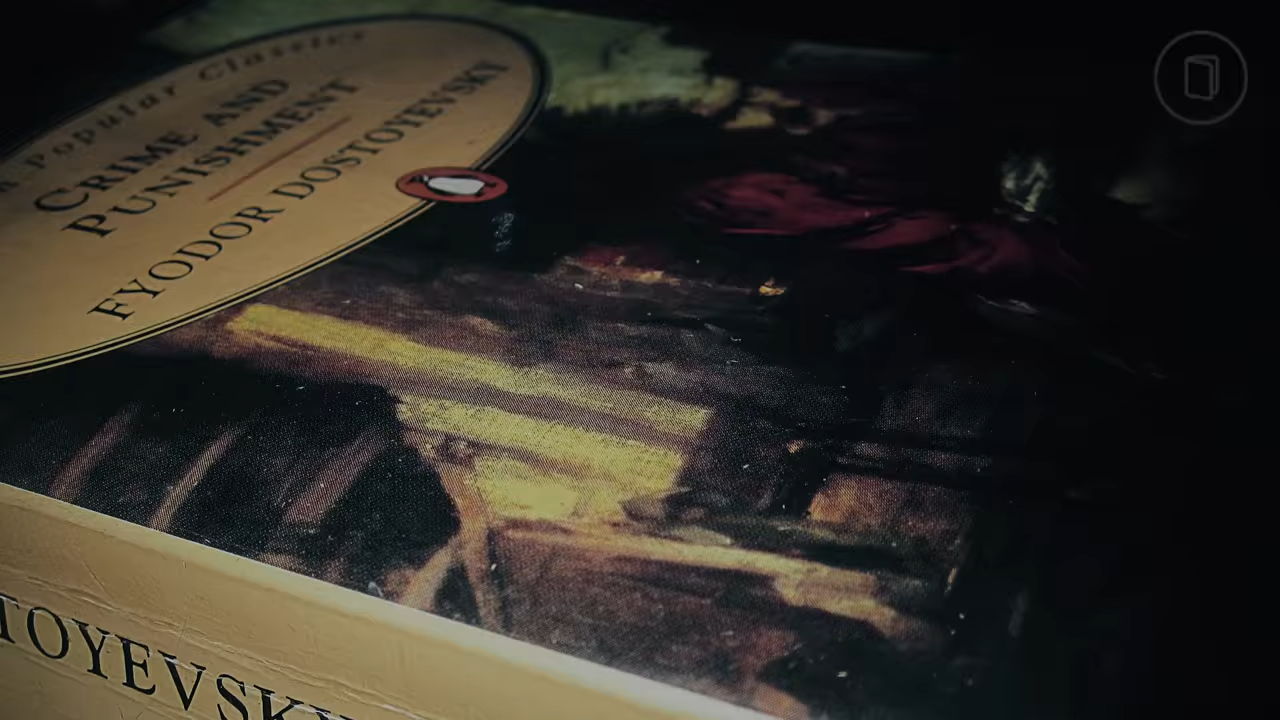 Popular Classics
CRIME AND
PUNISHMENT
FYODOR DOSTOYEVSKY
TOYEVSKY